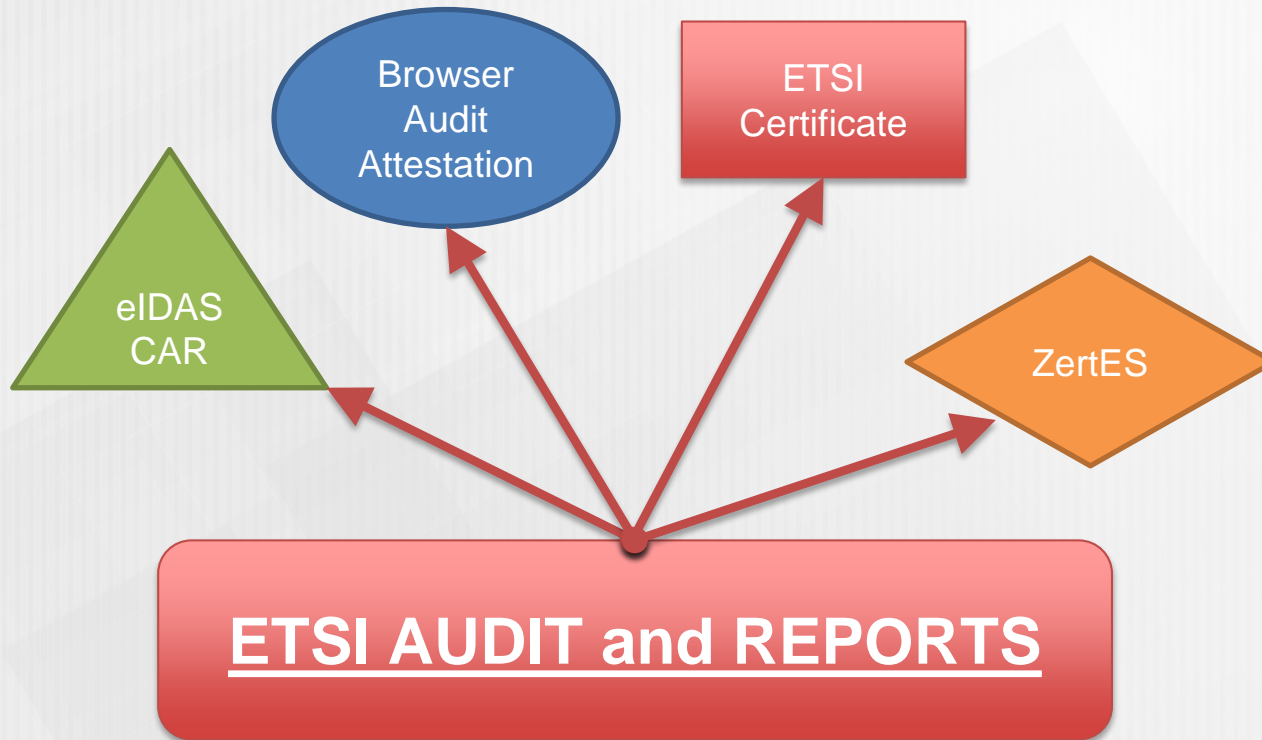 Browser
Audit
Attestation
ETSI
Certificate
eIDAS
CAR
ZertES
ETSI AUDIT and REPORTS